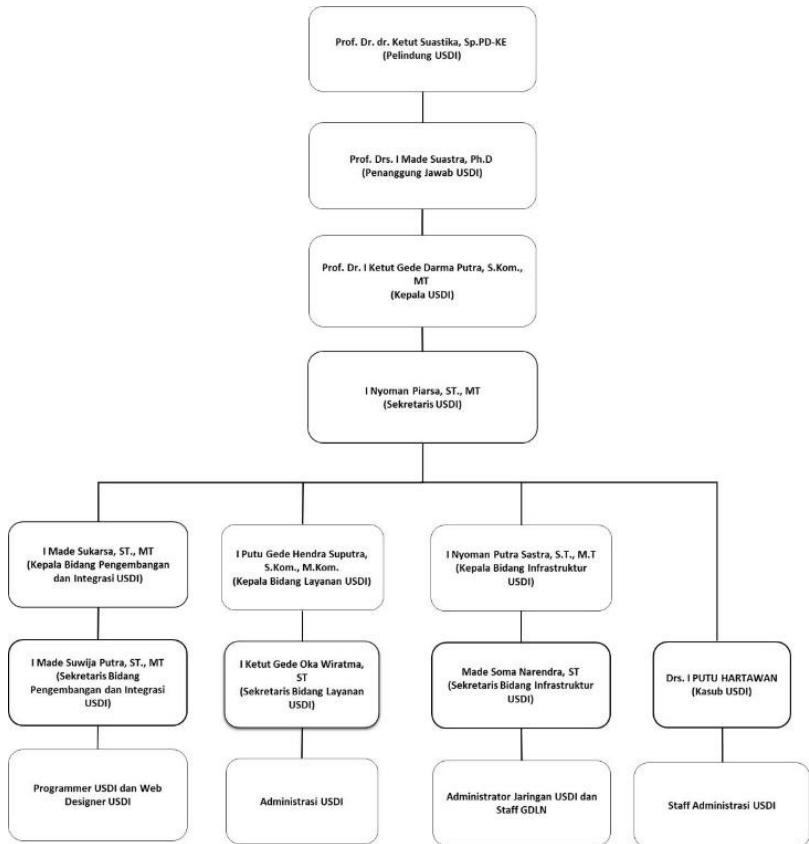 Prof. Dr. dr. Ketut Suastika, Sp.PD-KE
(Pelindung USDI)
Prof. Drs. I Made Suastra, Ph.D
(Penanggung Jawab USDI)
Prof. Dr. I Ketut Gede Darma Putra, S.Kom.,
MT
(Kepala USDI)
I Nyoman Piarsa, ST., MT
(Sekretaris USDI)
I Made Sukarsa, ST., MT
(Kepala Bidang Pengembangan
dan Integrasi USDI)
I Putu Gede Hendra Suputra,
S.Kom., M.Kom.
(Kepala Bidang Layanan USDI)
I Nyoman Putra Sastra, S.T., M.T
(Kepala Bidang Infrastruktur
USDI)
I Made Suwija Putra, ST., MT
(Sekretaris Bidang
Pengembangan dan Integrasi
USDI)
I Ketut Gede Oka Wiratma,
ST
(Sekretaris Bidang Layanan
USDI)
Made Soma Narendra, ST
(Sekretaris Bidang Infrastruktur
USDI)
Drs. I PUTU HARTAWAN
(Kasub USDI)
Programmer USDI dan Web
Designer USDI
Administrasi USDI
Administrator Jaringan USDI dan
Staff GDLN
Staff Administrasi USDI